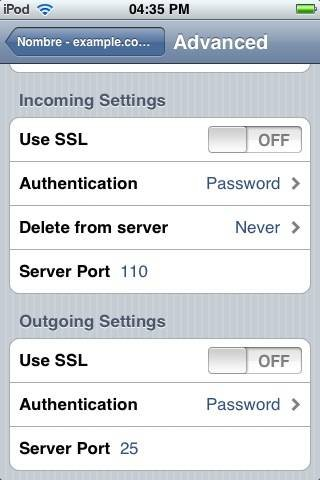 iPod 04:35 PM
Nombre - example.co... Advanced
Incoming Settings
Use SSL OFF
Authentication Password
Delete from server Never
Server Port 110
Outgoing Settings
Use SSL OFF
Authentication Password
Server Port 25